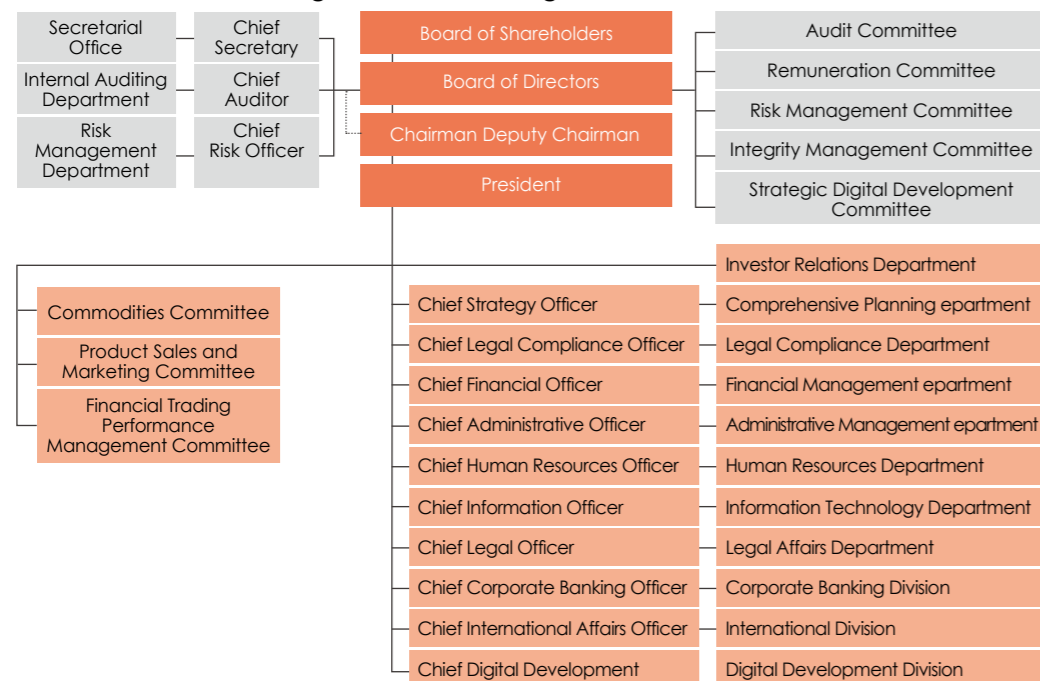 Secretarial
Office
Chief
Secretary
Internal Auditing
Department
Chief
Auditor
Risk
Management
Department
Chief
Risk Officer
Board of Shareholders
Board of Directors
Chairman Deputy Chairman
President
Audit Committee
Remuneration Committee
Risk Management Committee
Integrity Management Committee
Strategic Digital Development
Committee
Investor Relations Department
Commodities Committee
Product Sales and
Marketing Committee
Financial Trading
Performance
Management Committee
Chief Strategy Officer
Comprehensive Planning epartment
Chief Legal Compliance Officer
Legal Compliance Department
Chief Financial Officer
Financial Management epartment
Chief Administrative Officer
Administrative Management epartment
Chief Human Resources Officer
Human Resources Department
Chief Information Officer
Information Technology Department
Chief Legal Officer
Legal Affairs Department
Chief Corporate Banking Officer
Corporate Banking Division
Chief International Affairs Officer
International Division
Chief Digital Development
Digital Development Division